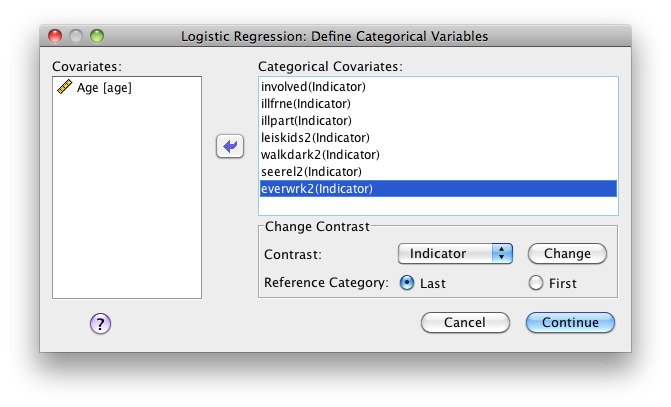 Logistic Regression: Define Categorical Variables
Covariates:
Age [age]
Categorical Covariates:
involved(Indicator)
illfrne(Indicator)
illpart(Indicator)
leiskids2(Indicator)
walkdark2(Indicator)
seerel2(Indicator)
everwrk2(Indicator)
Change Contrast
Contrast: Indicator Change
Reference Category: Last First
? Cancel Continue